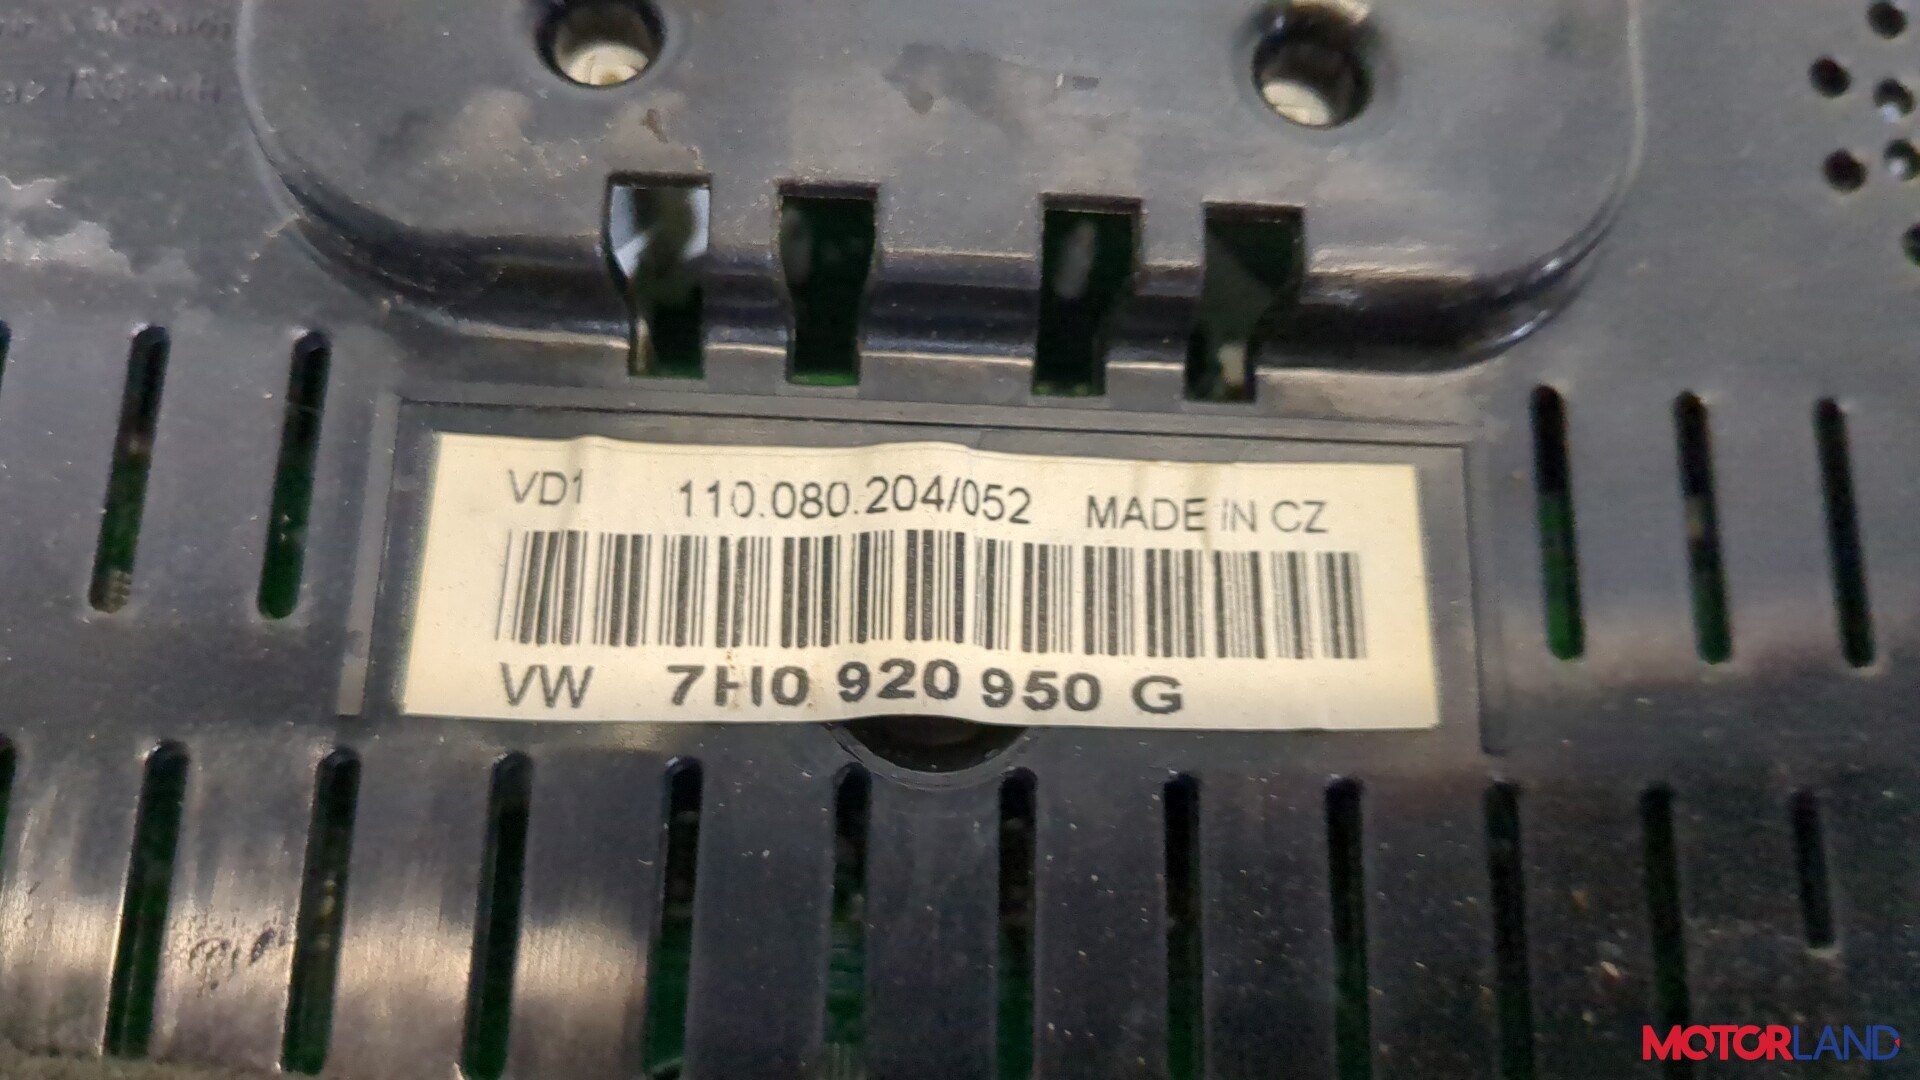 VD1 110.080.204/052 MADE IN CZ
VW 7H0 920 950 G
MOTORLAND